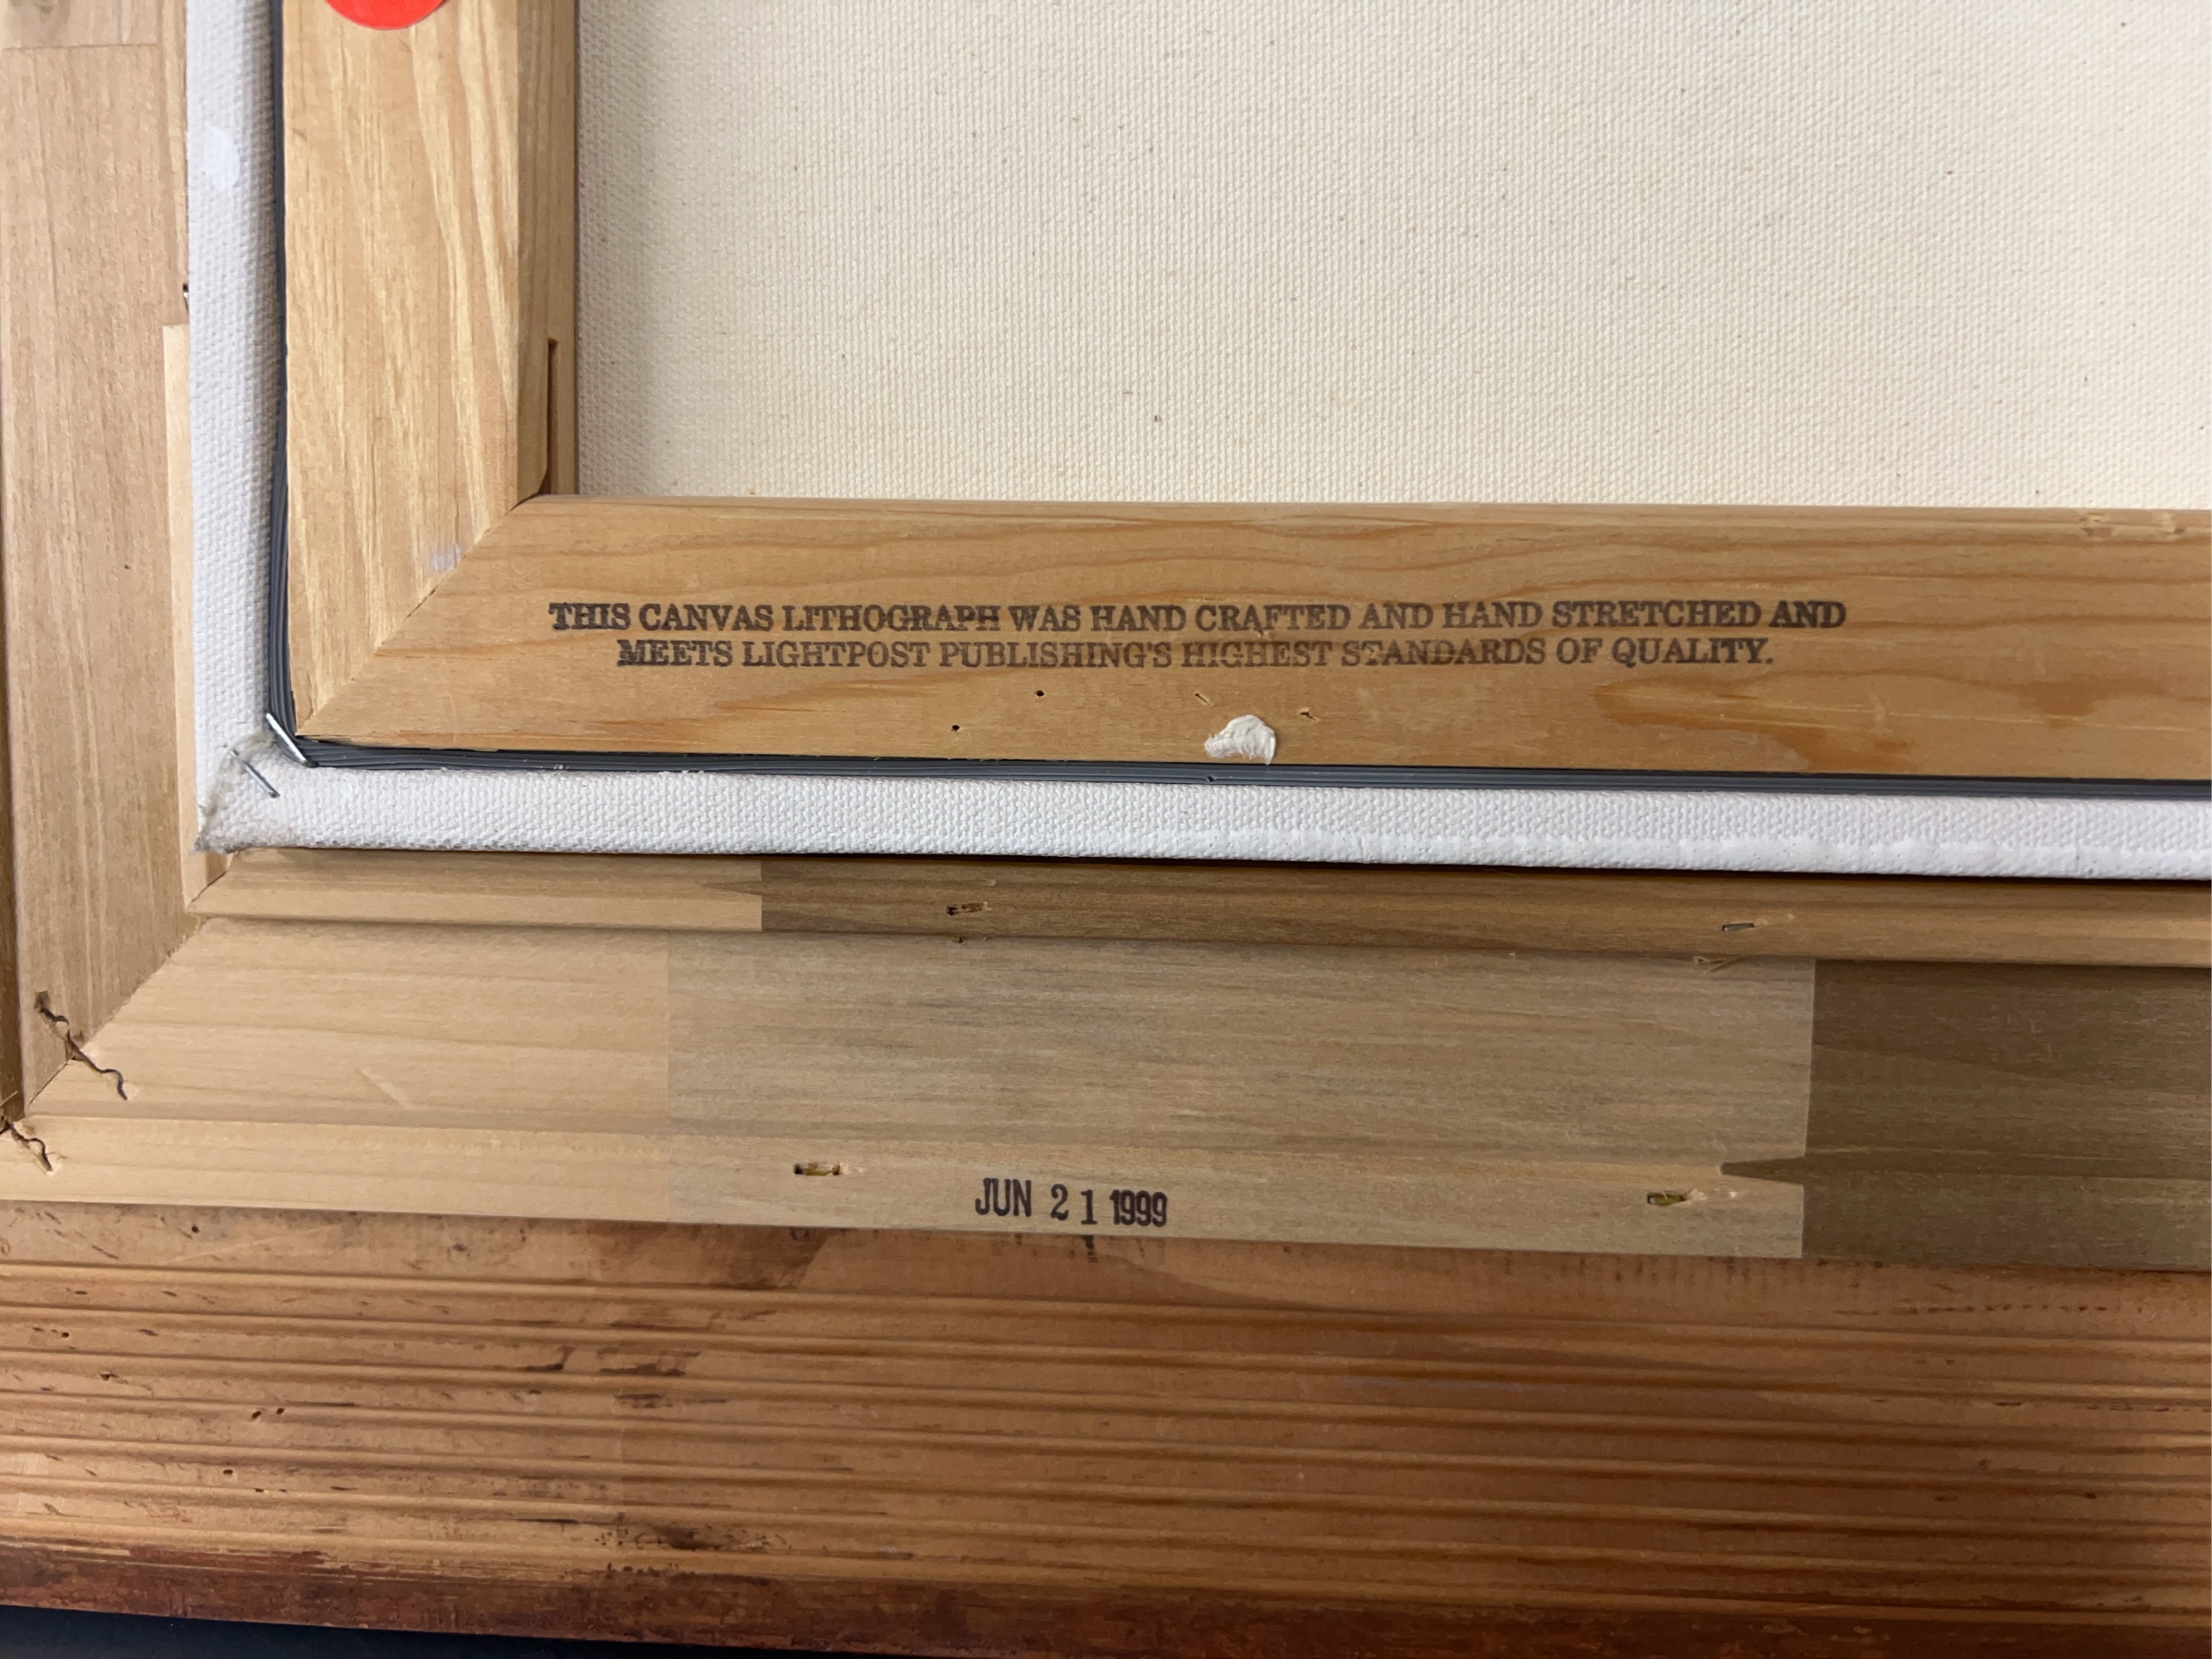 THIS CANVAS LITHOGRAPH WAS HAND CRAFTED AND HAND STRETCHED AND
MEETS LIGHTPOST PUBLISHING'S HIGHEST STANDARDS OF QUALITY.
JUN 21 1999